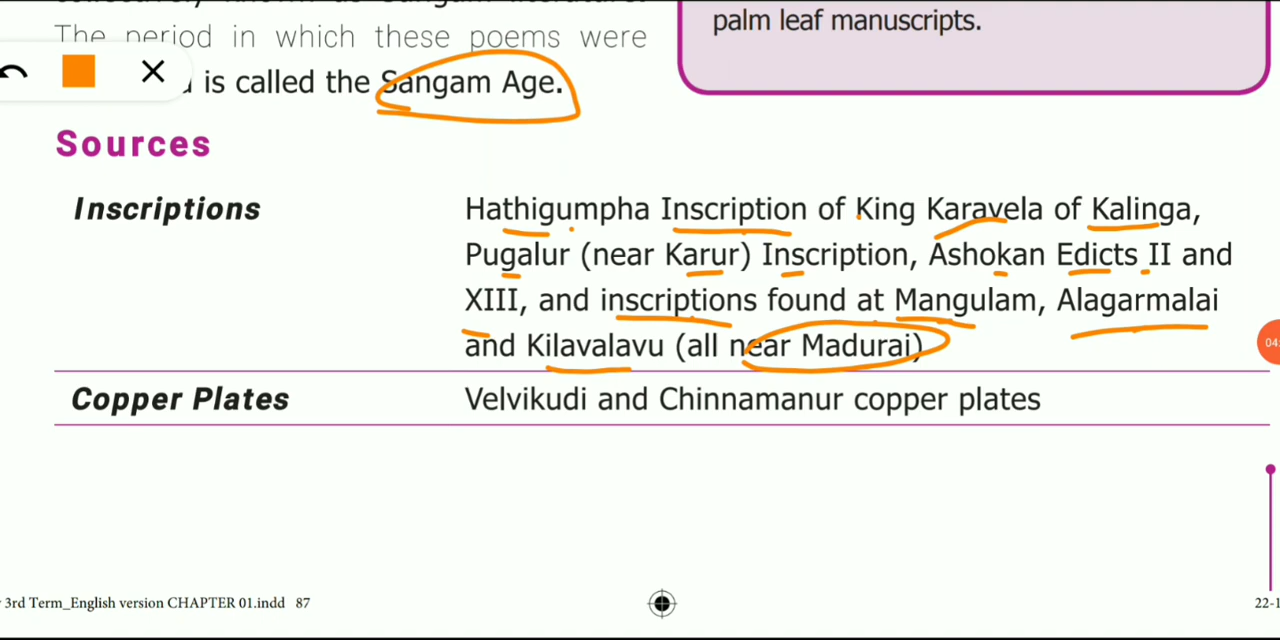 palm leaf manuscripts.
The period in which these poems were
is called the Sangam Age.
Sources
Inscriptions
Hathigumpha Inscription of King Karavela of Kalinga,
Pugalur (near Karur) Inscription, Ashokan Edicts II and
XIII, and inscriptions found at Mangulam, Alagarmalai
and Kilavalavu (all near Madurai)
04:
Copper Plates
Velvikudi and Chinnamanur copper plates
3rd Term_English version CHAPTER 01.indd 87
22-1